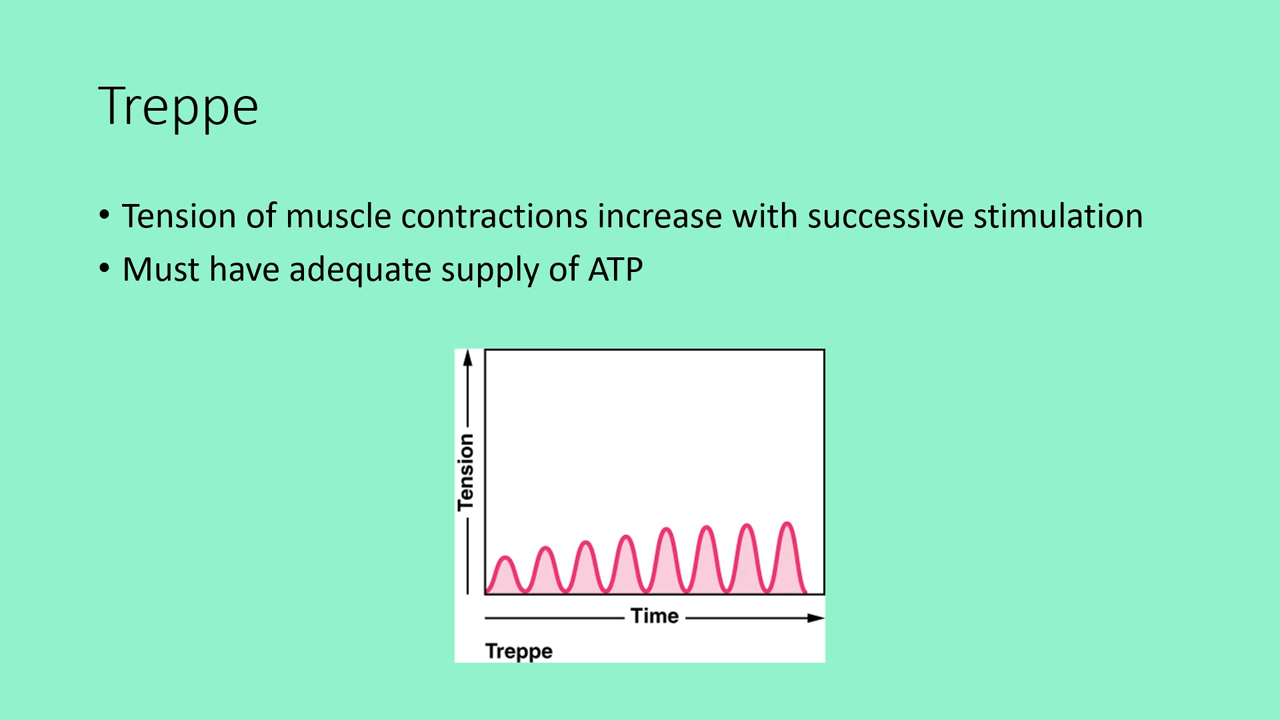 Treppe
• Tension of muscle contractions increase with successive stimulation
• Must have adequate supply of ATP
Tension
Time
Treppe